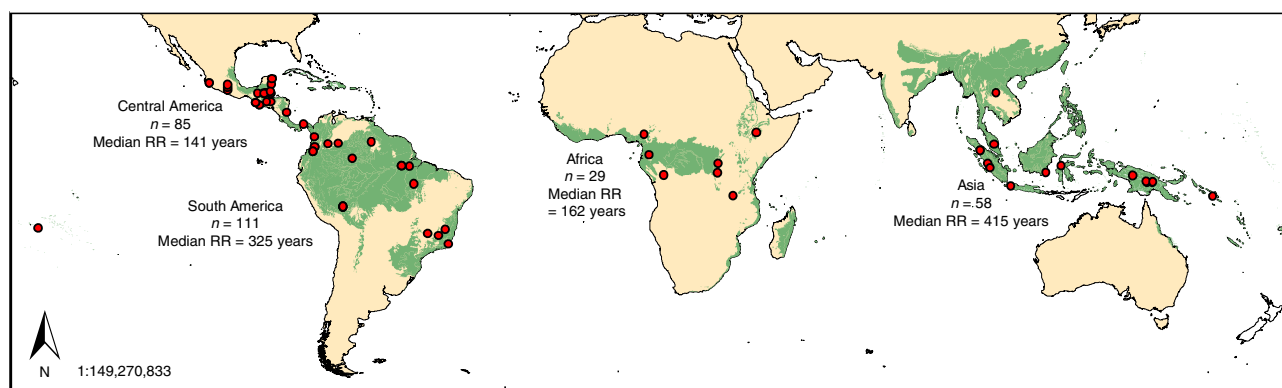 Central America
n = 85
Median RR = 141 years
South America
n = 111
Median RR = 325 years
Africa
n = 29
Median RR
= 162 years
Asia
n = 58
Median RR = 415 years
N
1:149,270,833